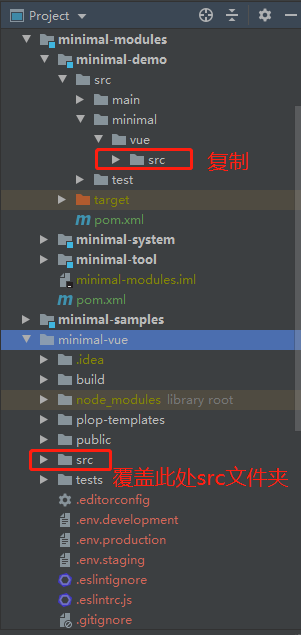 Project
minimal-modules
minimal-demo
src
main
minimal
vue
src 复制
test
target
pom.xml
minimal-system
minimal-tool
minimal-modules.iml
pom.xml
minimal-samples
minimal-vue
.idea
build
node_modules library root
plop-templates
public
src
覆盖此处src文件夹
tests
.editorconfig
.env.development
.env.production
.env.staging
.eslintignore
.eslintrc.js
.gitignore